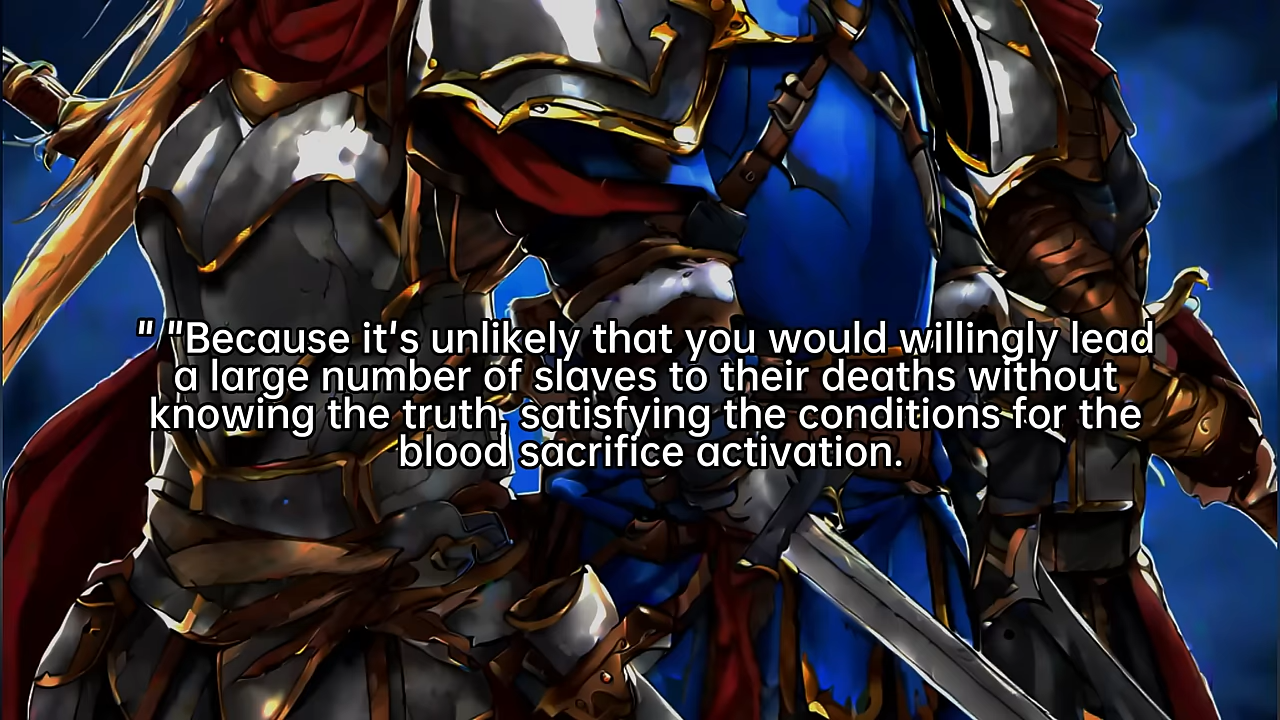 " "Because it's unlikely that you would willingly lead
a large number of slaves to their deaths without
knowing the truth, satisfying the conditions for the
blood sacrifice activation.